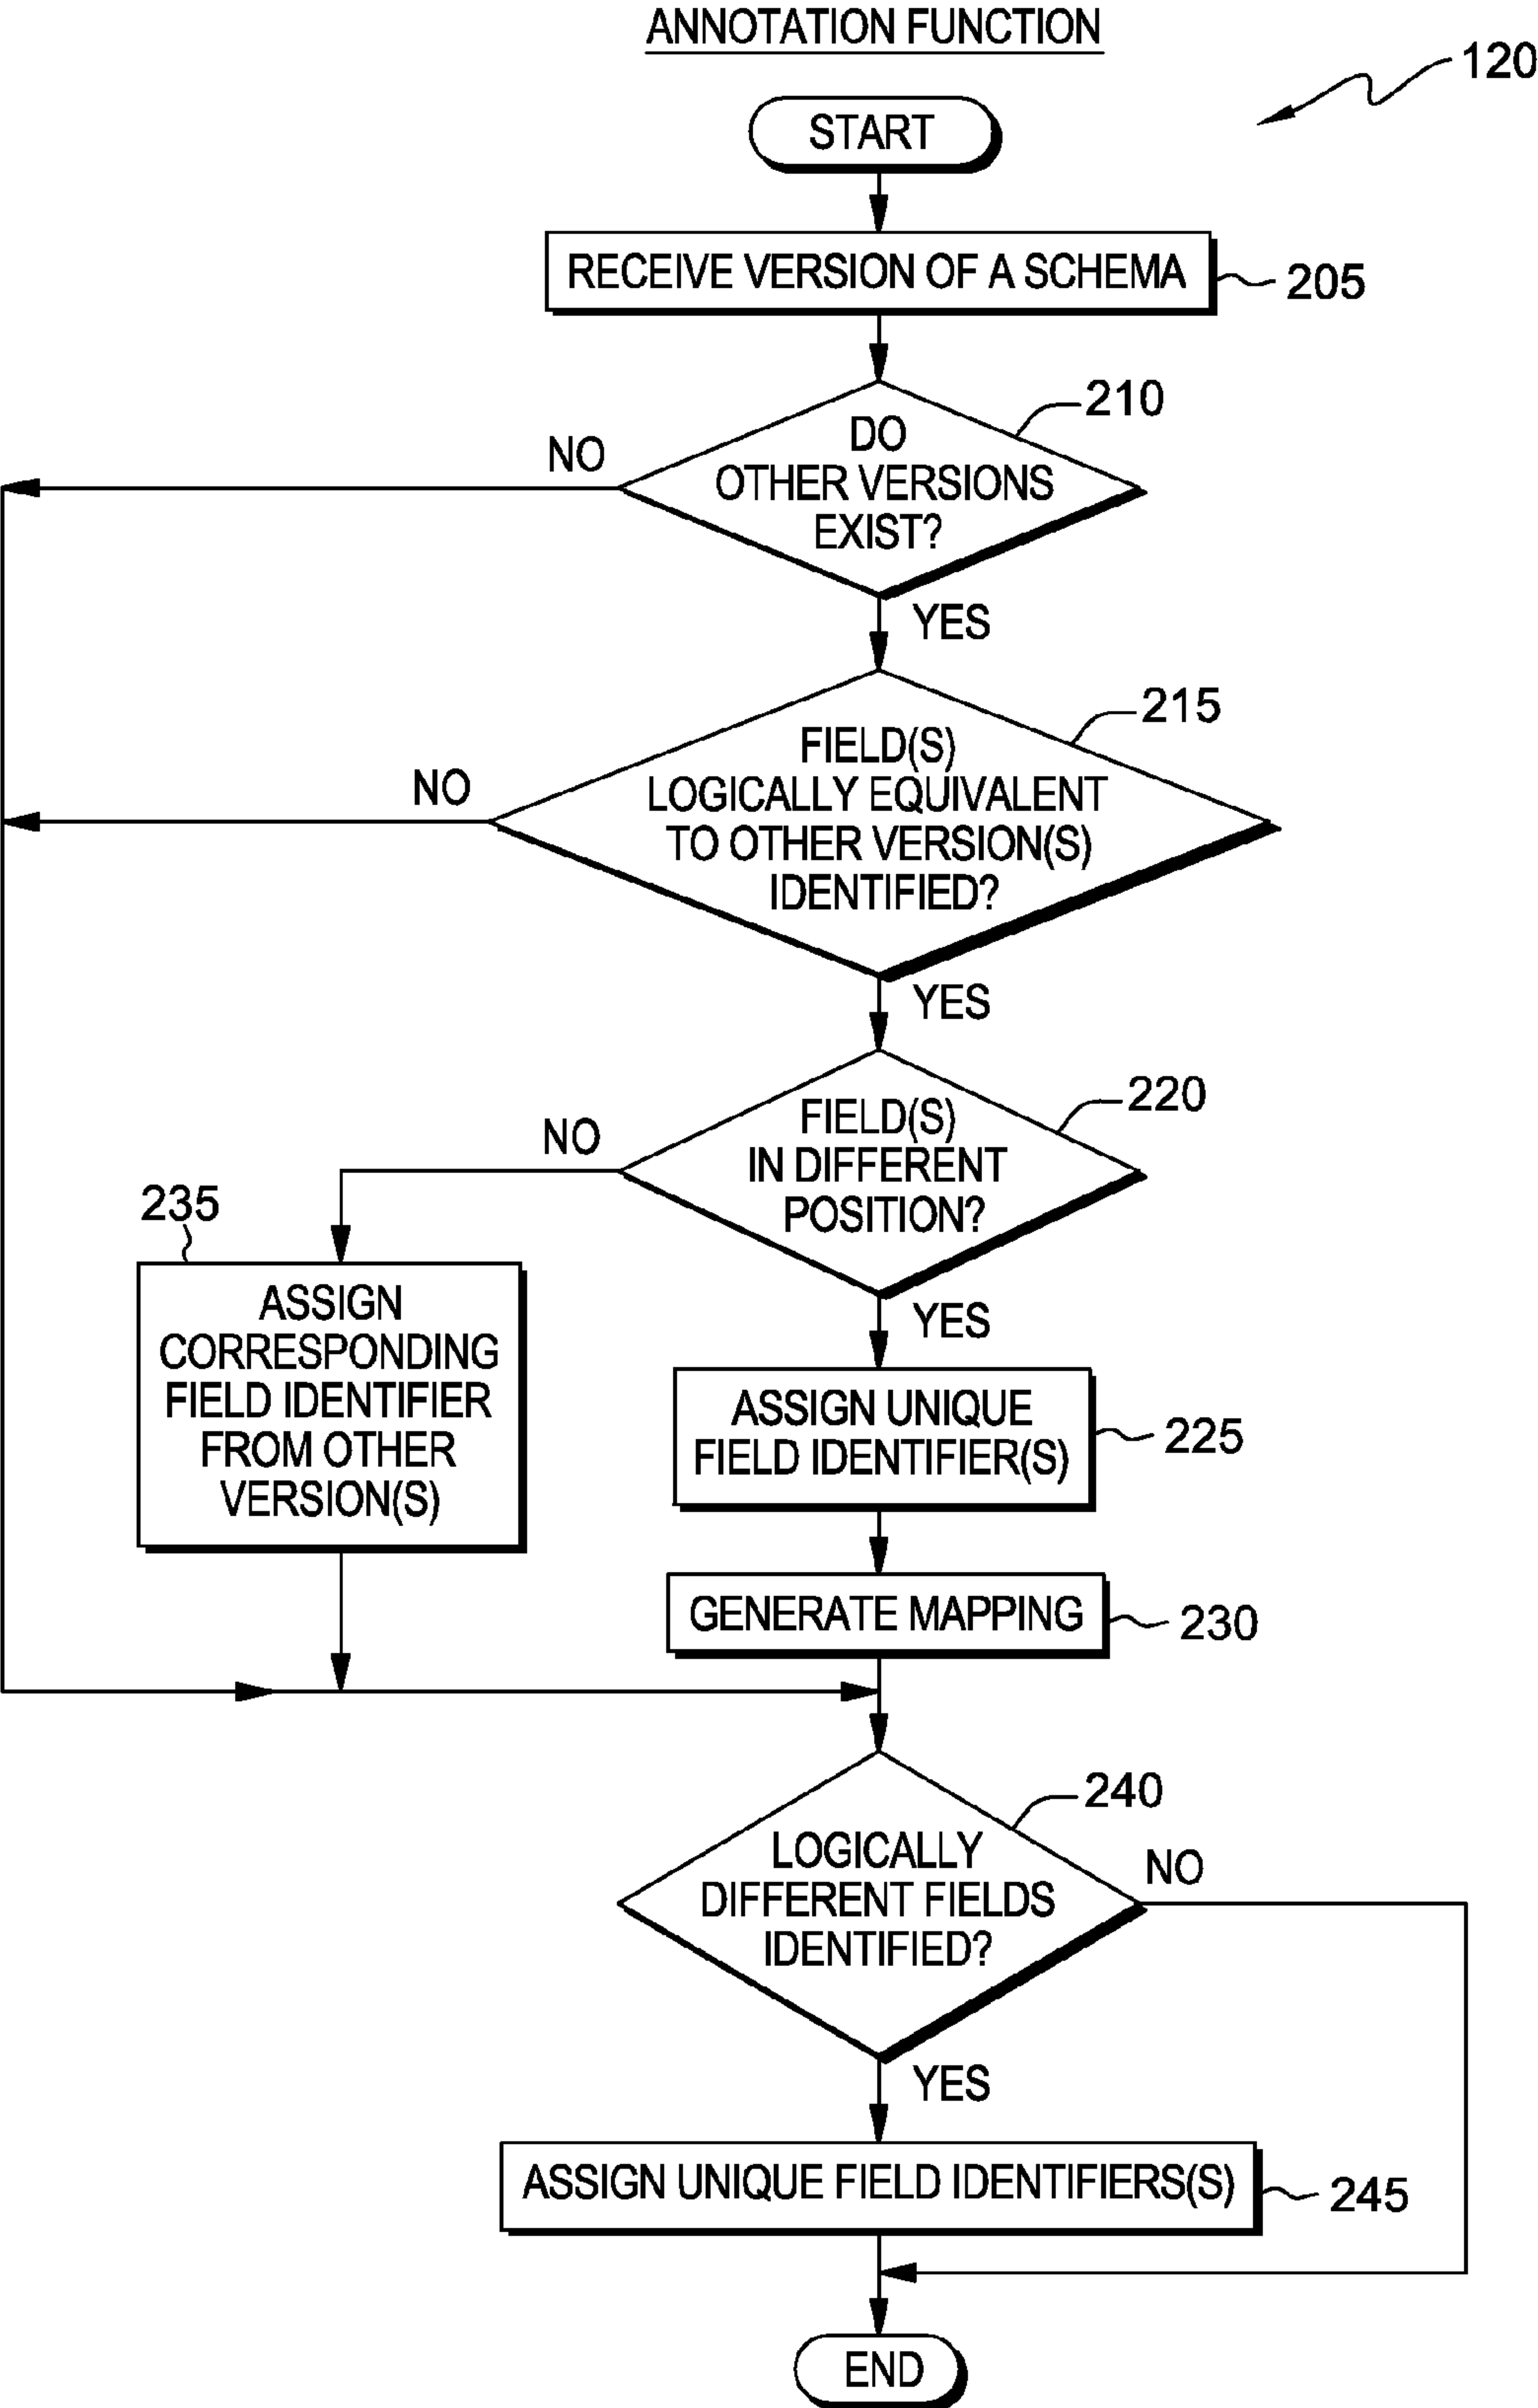 ANNOTATION FUNCTION
120
START
RECEIVE VERSION OF A SCHEMA
205
210
DO
OTHER VERSIONS
EXIST?
NO
YES
215
FIELD(S)
LOGICALLY EQUIVALENT
TO OTHER VERSION(S)
IDENTIFIED?
NO
YES
220
FIELD(S)
IN DIFFERENT
POSITION?
NO
YES
235
ASSIGN
CORRESPONDING
FIELD IDENTIFIER
FROM OTHER
VERSION(S)
ASSIGN UNIQUE
FIELD IDENTIFIER(S)
225
GENERATE MAPPING
230
240
LOGICALLY
DIFFERENT FIELDS
IDENTIFIED?
NO
YES
ASSIGN UNIQUE FIELD IDENTIFIERS(S)
245
END